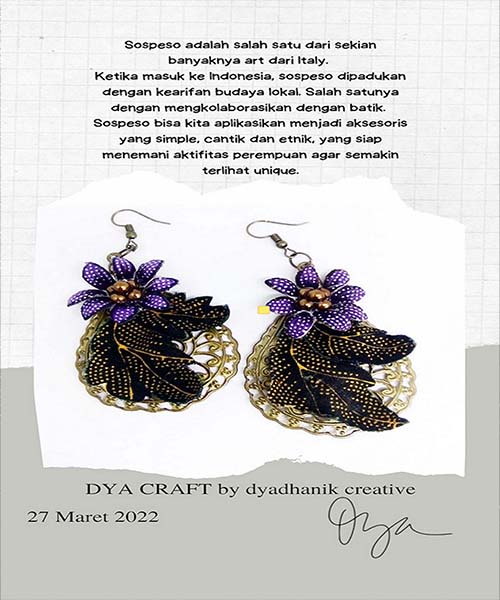 Sospeso adalah salah satu dari sekian
banyaknya art dari Italy.
Ketika masuk ke Indonesia, sospeso dipadukan
dengan kearifan budaya lokal. Salah satunya
dengan mengkolaborasikan dengan batik.
Sospeso bisa kita aplikasikan menjadi aksesoris
yang simple, cantik dan etnik, yang siap
menemani aktifitas perempuan agar semakin
terlihat unique.
DYA CRAFT by dyadhanik creative
27 Maret 2022
Dya